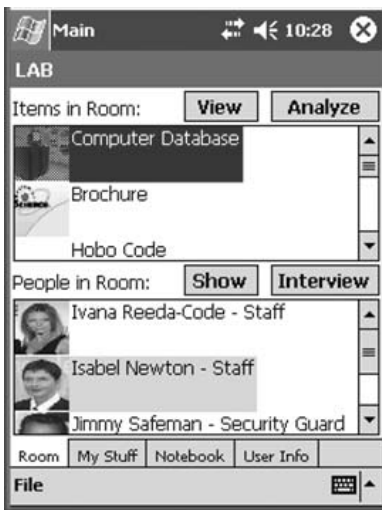 Main 10:28
LAB
Items in Room: View Analyze
Computer Database
Brochure
Hobo Code
People in Room: Show Interview
Ivana Reeda-Code - Staff
Isabel Newton - Staff
Jimmy Safeman - Security Guard
Room My Stuff Notebook User Info
File